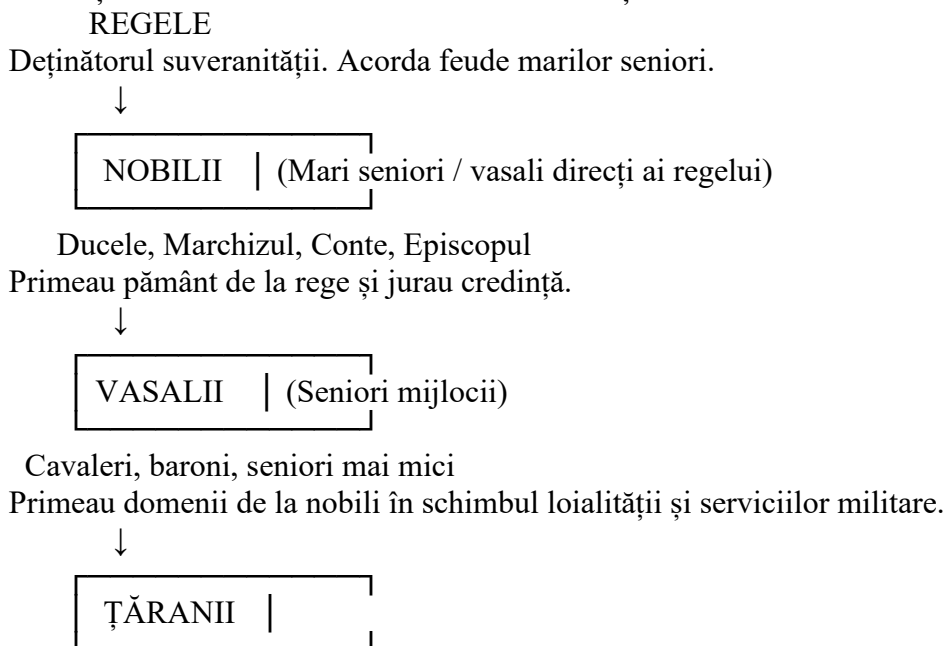 REGELE
Deținătorul suveranității. Acorda feude marilor seniori.
↓
NOBILII │ (Mari seniori / vasali direcți ai regelui)
Ducele, Marchizul, Conte, Episcopul
Primeau pământ de la rege și jurau credință.
↓
VASALII │ (Seniori mijlocii)
Cavaleri, baroni, seniori mai mici
Primeau domenii de la nobili în schimbul loialității și serviciilor militare.
↓
ȚĂRANII │